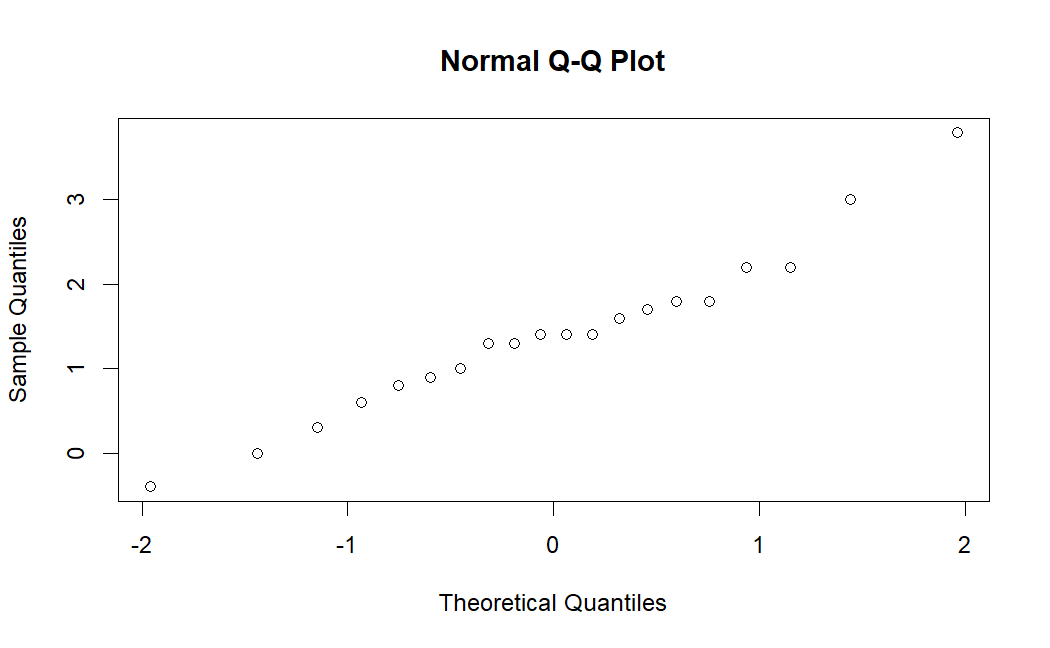 Normal Q-Q Plot
Sample Quantiles
3
2
1
0
-2 -1 0 1 2
Theoretical Quantiles